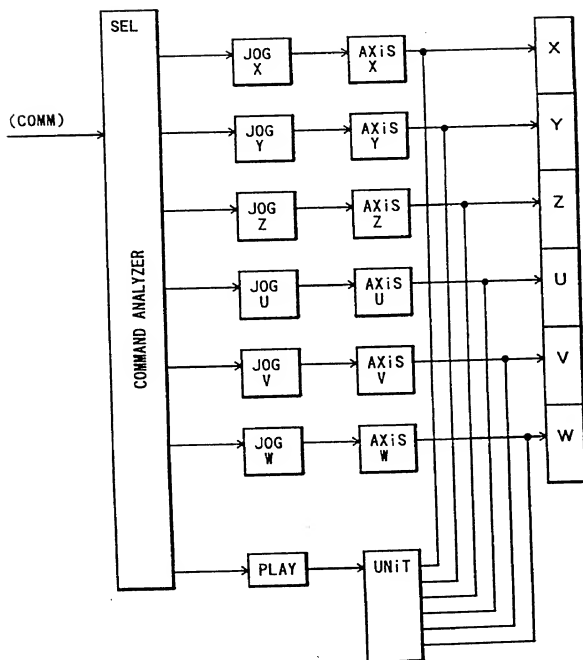 SEL
(COMM)
COMMAND ANALYZER
JOG
X
AXiS
X
X
JOG
Y
AXiS
Y
Y
JOG
Z
AXiS
Z
Z
JOG
U
AXiS
U
U
JOG
V
AXiS
V
V
JOG
W
AXiS
W
W
PLAY
UNiT